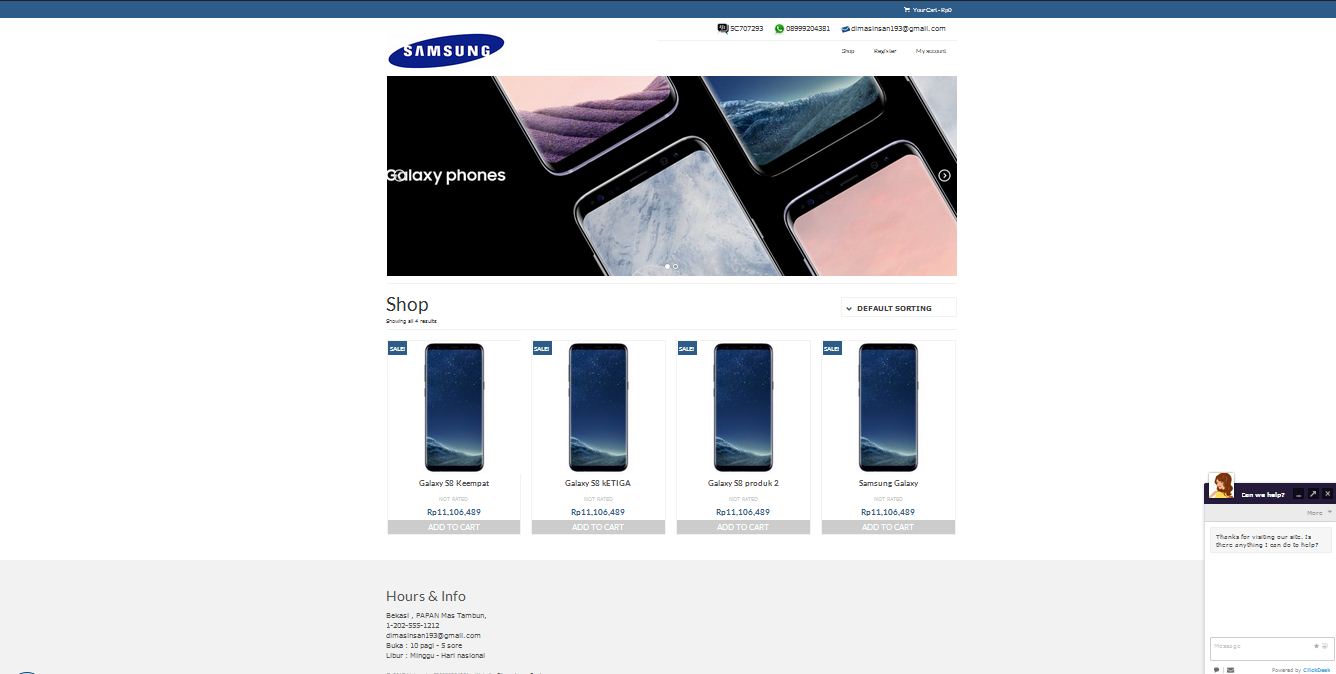 Your Cart - Rp0
5C707293 08999204381 dimasinsan193@gmail.com
SAMSUNG
Shop Register My account
Galaxy phones
Shop
DEFAULT SORTING
Showing all 4 results
SALE! SALE! SALE! SALE!
Galaxy S8 Keempat Galaxy S8 kETIGA Galaxy S8 produk 2 Samsung Galaxy
NOT RATED NOT RATED NOT RATED NOT RATED
Rp11,106,489 Rp11,106,489 Rp11,106,489 Rp11,106,489
ADD TO CART ADD TO CART ADD TO CART ADD TO CART
Hours & Info
Bekasi , PAPAN Mas Tambun,
1-202-555-1212
dimasinsan193@gmail.com
Buka : 10 pagi - 5 sore
Libur : Minggu - Hari nasional
Can we help?
More
Thanks for visiting our site. Is
there anything I can do to help?
Message
Powered by ClickDesk